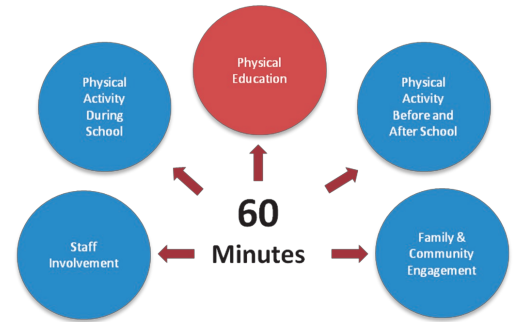 Physical
Education
Physical
Activity
During
School
Physical
Activity
Before and
After School
60
Minutes
Staff
Involvement
Family &
Community
Engagement